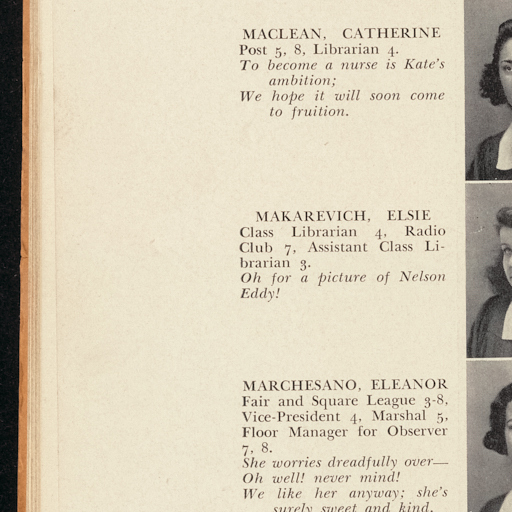 MACLEAN, CATHERINE
Post 5, 8, Librarian 4.
To become a nurse is Kate's
ambition;
We hope it will soon come
to fruition.
MAKAREVICH, ELSIE
Class Librarian 4, Radio
Club 7, Assistant Class Li-
brarian 3.
Oh for a picture of Nelson
Eddy!
MARCHESANO, ELEANOR
Fair and Square League 3-8,
Vice-President 4, Marshal 5,
Floor Manager for Observer
7, 8.
She worries dreadfully over—
Oh well! never mind!
We like her anyway; she's
surely sweet and kind.